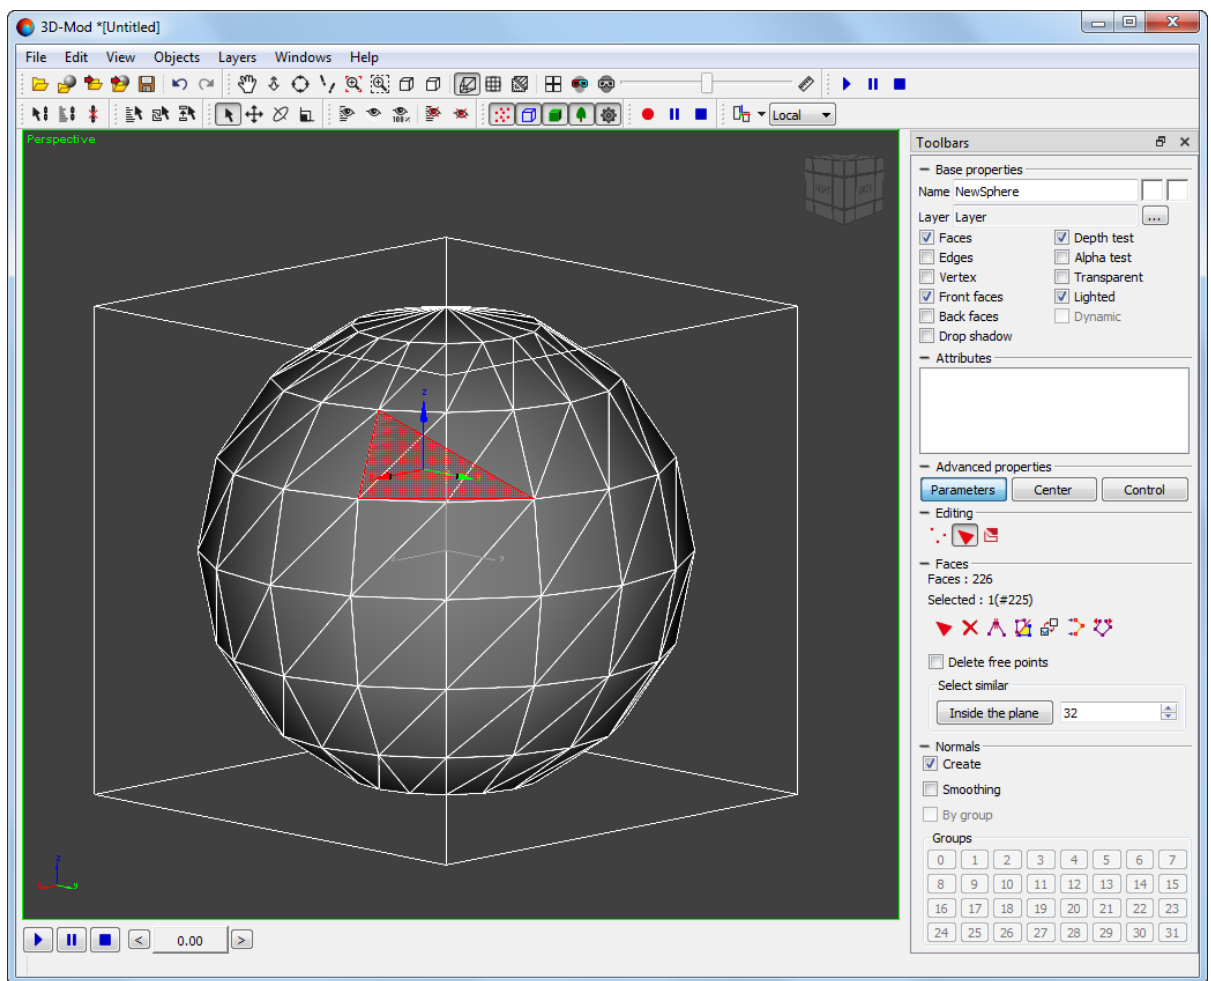 3D-Mod *[Untitled]
File Edit View Objects Layers Windows Help
100%
Local
Perspective
Toolbars
Base properties
Name NewSphere
Layer Layer
...
Faces Depth test
Edges Alpha test
Vertex Transparent
Front faces Lighted
Back faces Dynamic
Drop shadow
Attributes
Advanced properties
Parameters Center Control
Editing
Faces
Faces : 226
Selected : 1(#225)
Delete free points
Select similar
Inside the plane 32
Normals
Create
Smoothing
By group
Groups
0 1 2 3 4 5 6 7
8 9 10 11 12 13 14 15
16 17 18 19 20 21 22 23
24 25 26 27 28 29 30 31
z
y
z
y
< 0.00 >